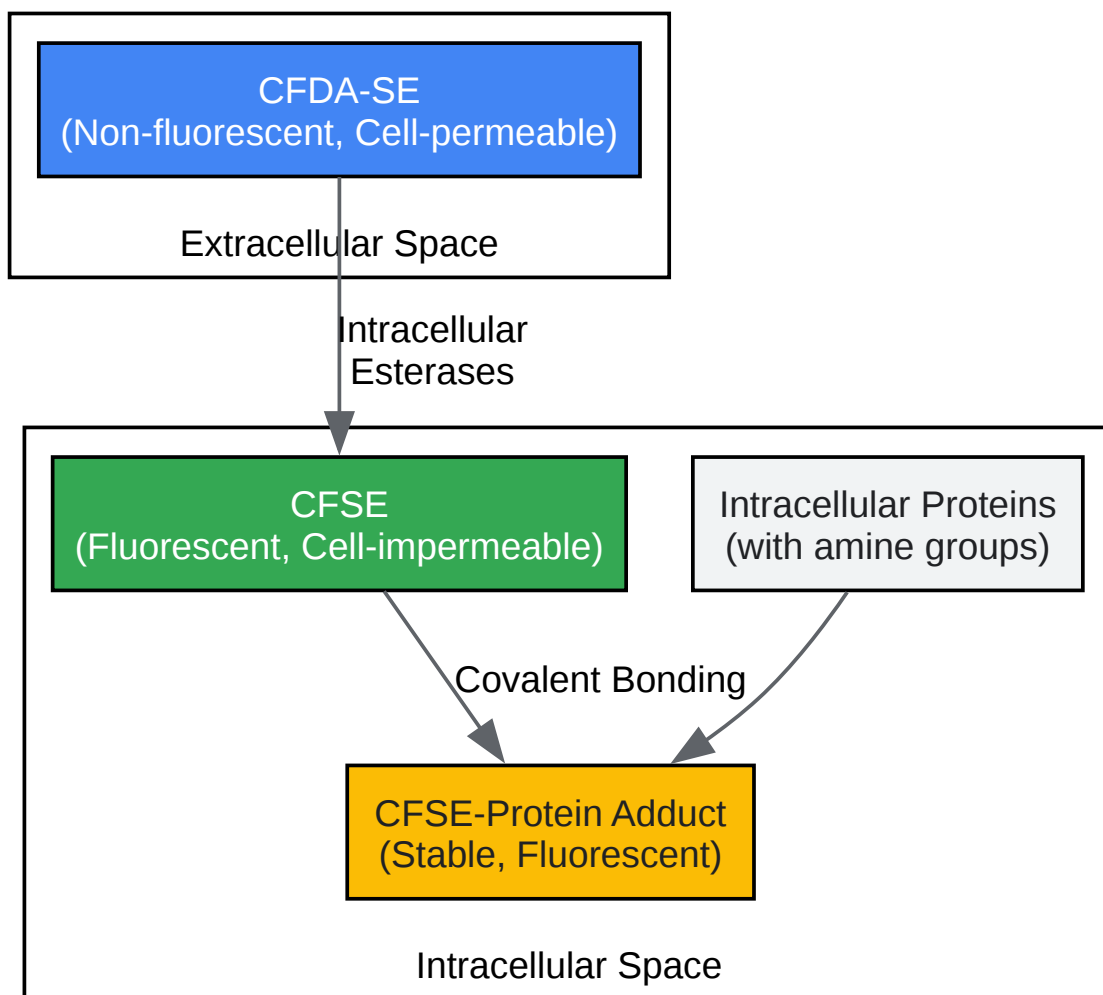 CFDA-SE
(Non-fluorescent, Cell-permeable)
Extracellular Space
Intracellular
Esterases
CFSE
(Fluorescent, Cell-impermeable)
Intracellular Proteins
(with amine groups)
Covalent Bonding
CFSE-Protein Adduct
(Stable, Fluorescent)
Intracellular Space